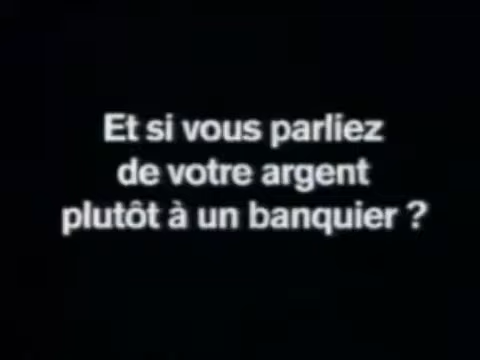 Et si vous parliez
de votre argent
plutôt à un banquier ?